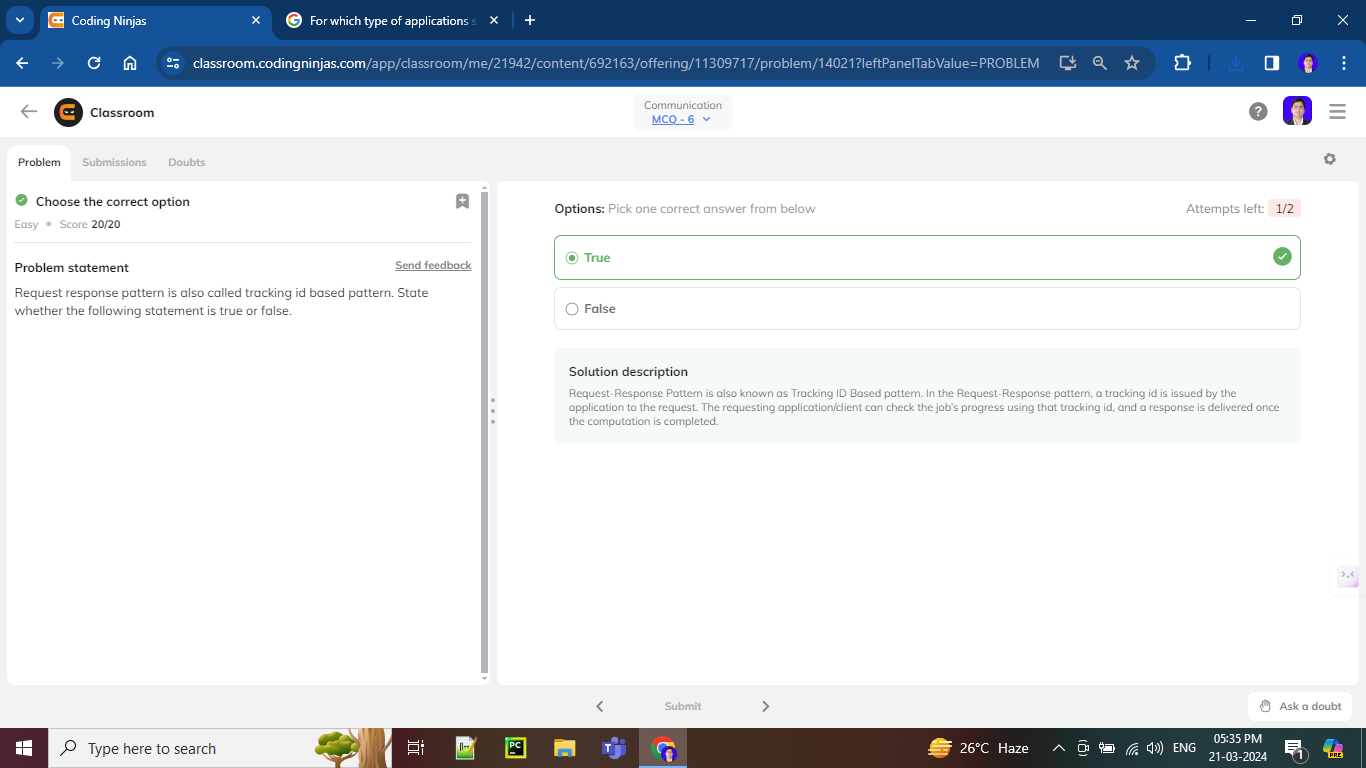 Coding Ninjas
For which type of applications s
classroom.codingninjas.com/app/classroom/me/21942/content/692163/offering/11309717/problem/14021?leftPanelTabValue=PROBLEM
Classroom
Communication
MCQ - 6
Problem
Submissions
Doubts
Choose the correct option
Easy
Score 20/20
Problem statement
Send feedback
Request response pattern is also called tracking id based pattern. State
whether the following statement is true or false.
Options: Pick one correct answer from below
Attempts left: 1/2
True
False
Solution description
Request-Response Pattern is also known as Tracking ID Based pattern. In the Request-Response pattern, a tracking id is issued by the
application to the request. The requesting application/client can check the job's progress using that tracking id, and a response is delivered once
the computation is completed.
Submit
Ask a doubt
Type here to search
PC
26°C Haze
ENG
05:35 PM
21-03-2024
1
PRE